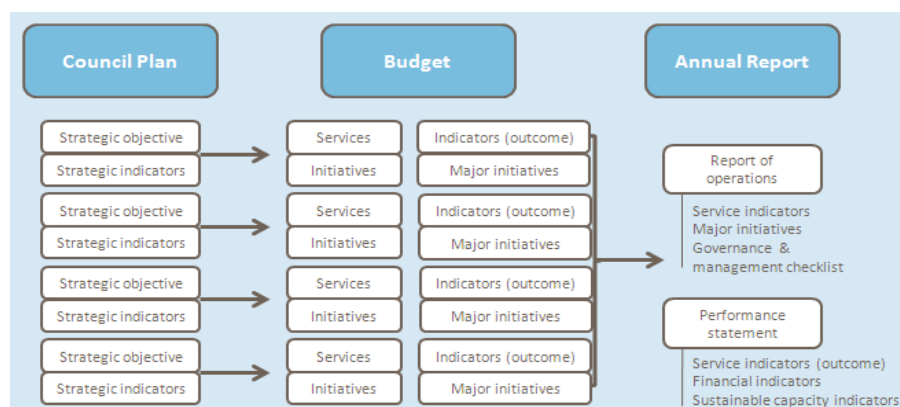 Council Plan
Budget
Annual Report
Strategic objective
Strategic indicators
Services
Initiatives
Indicators (outcome)
Major initiatives
Strategic objective
Strategic indicators
Services
Initiatives
Indicators (outcome)
Major initiatives
Strategic objective
Strategic indicators
Services
Initiatives
Indicators (outcome)
Major initiatives
Strategic objective
Strategic indicators
Services
Initiatives
Indicators (outcome)
Major initiatives
Report of
operations
Service indicators
Major initiatives
Governance &
management checklist
Performance
statement
Service indicators (outcome)
Financial indicators
Sustainable capacity indicators